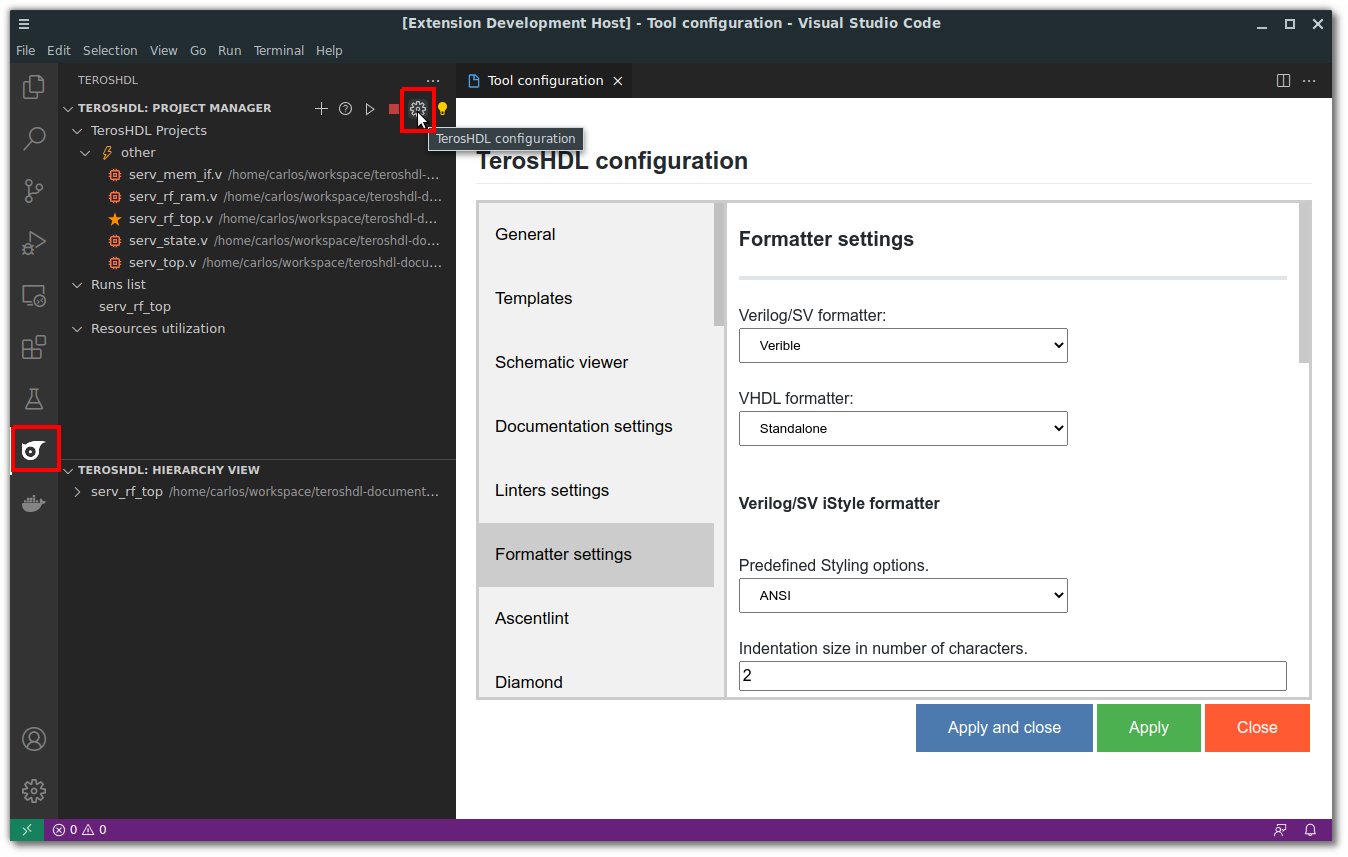 [Extension Development Host] - Tool configuration - Visual Studio Code
File Edit Selection View Go Run Terminal Help
TEROSHDL
Tool configuration
TEROSHDL: PROJECT MANAGER
TerosHDL configuration
TerosHDL Projects
other
serv_mem_if.v /home/carlos/workspace/teroshdl-...
serv_rf_ram.v /home/carlos/workspace/teroshdl-d...
serv_rf_top.v /home/carlos/workspace/teroshdl-d...
serv_state.v /home/carlos/workspace/teroshdl-do...
serv_top.v /home/carlos/workspace/teroshdl-docu...
Runs list
serv_rf_top
Resources utilization
TEROSHDL: HIERARCHY VIEW
serv_rf_top /home/carlos/workspace/teroshdl-document...
TerosHDL configuration
General
Templates
Schematic viewer
Documentation settings
Linters settings
Formatter settings
Ascentlint
Diamond
Formatter settings
Verilog/SV formatter:
Verible
VHDL formatter:
Standalone
Verilog/SV iStyle formatter
Predefined Styling options.
ANSI
Indentation size in number of characters.
2
Apply and close
Apply
Close
0 0